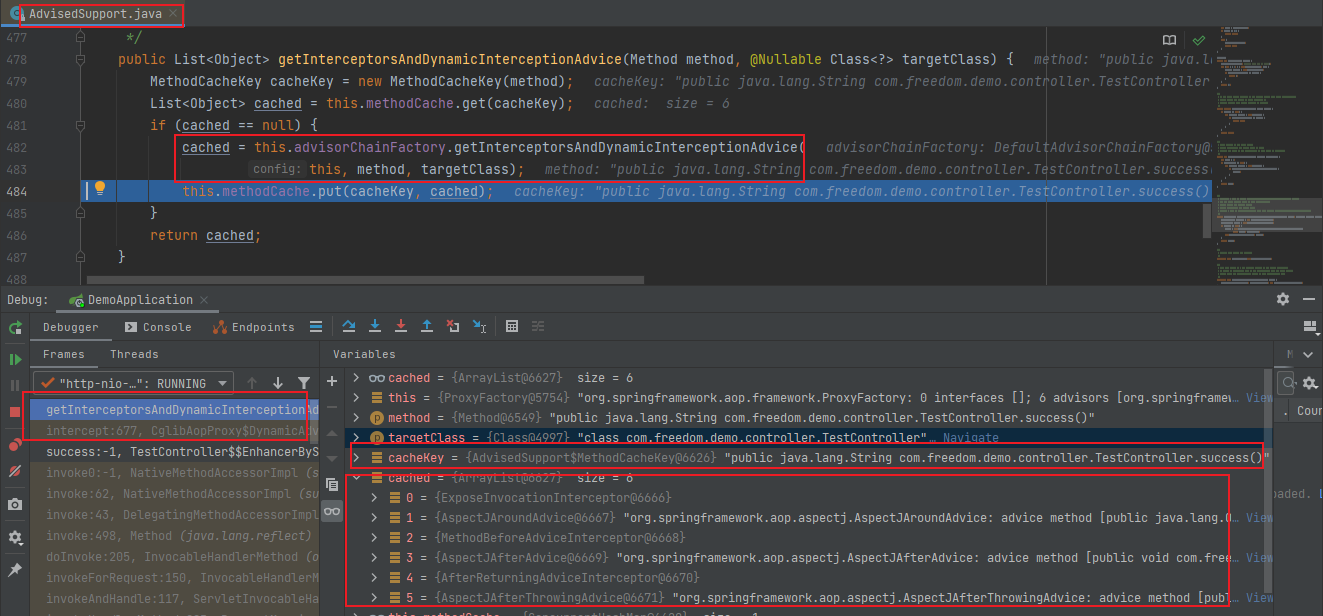 AdvisedSupport.java
477 */
478 public List<Object> getInterceptorsAndDynamicInterceptionAdvice(Method method, @Nullable Class<?> targetClass) { method: "public java.l
479 MethodCacheKey cacheKey = new MethodCacheKey(method); cacheKey: "public java.lang.String com.freedom.demo.controller.TestController
480 List<Object> cached = this.methodCache.get(cacheKey); cached: size = 6
481 if (cached == null) {
482 cached = this.advisorChainFactory.getInterceptorsAndDynamicInterceptionAdvice( advisorChainFactory: DefaultAdvisorChainFactory@
483 config: this, method, targetClass); method: "public java.lang.String com.freedom.demo.controller.TestController.success
484 this.methodCache.put(cacheKey, cached); cacheKey: "public java.lang.String com.freedom.demo.controller.TestController.success()
485 }
486 return cached;
487 }
488
Debug: DemoApplication
Debugger Console Endpoints
Frames Threads Variables
"http-nio-…": RUNNING
getInterceptorsAndDynamicInterceptionAd
intercept:677, CglibAopProxy$DynamicAdv
success:-1, TestController$$EnhancerByS
invoke0:-1, NativeMethodAccessorImpl (s
invoke:62, NativeMethodAccessorImpl (su
invoke:43, DelegatingMethodAccessorImpl
invoke:498, Method (java.lang.reflect)
doInvoke:205, InvocableHandlerMethod (o
invokeForRequest:150, InvocableHandlerM
invokeAndHandle:117, ServletInvocableHa
cached = {ArrayList@6627} size = 6
this = {ProxyFactory@5754} "org.springframework.aop.framework.ProxyFactory: 0 interfaces []; 6 advisors [org.springframew… View
method = {Method@6549} "public java.lang.String com.freedom.demo.controller.TestController.success()"
targetClass = {Class@4997} "class com.freedom.demo.controller.TestController"… Navigate
cacheKey = {AdvisedSupport$MethodCacheKey@6626} "public java.lang.String com.freedom.demo.controller.TestController.success()"
cached = {ArrayList@6627} size = 6
0 = {ExposeInvocationInterceptor@6666}
1 = {AspectJAroundAdvice@6667} "org.springframework.aop.aspectj.AspectJAroundAdvice: advice method [public java.lang.O… View
2 = {MethodBeforeAdviceInterceptor@6668}
3 = {AspectJAfterAdvice@6669} "org.springframework.aop.aspectj.AspectJAfterAdvice: advice method [public void com.free… View
4 = {AfterReturningAdviceInterceptor@6670}
5 = {AspectJAfterThrowingAdvice@6671} "org.springframework.aop.aspectj.AspectJAfterThrowingAdvice: advice method [publ… View
M
Coun
oaded.